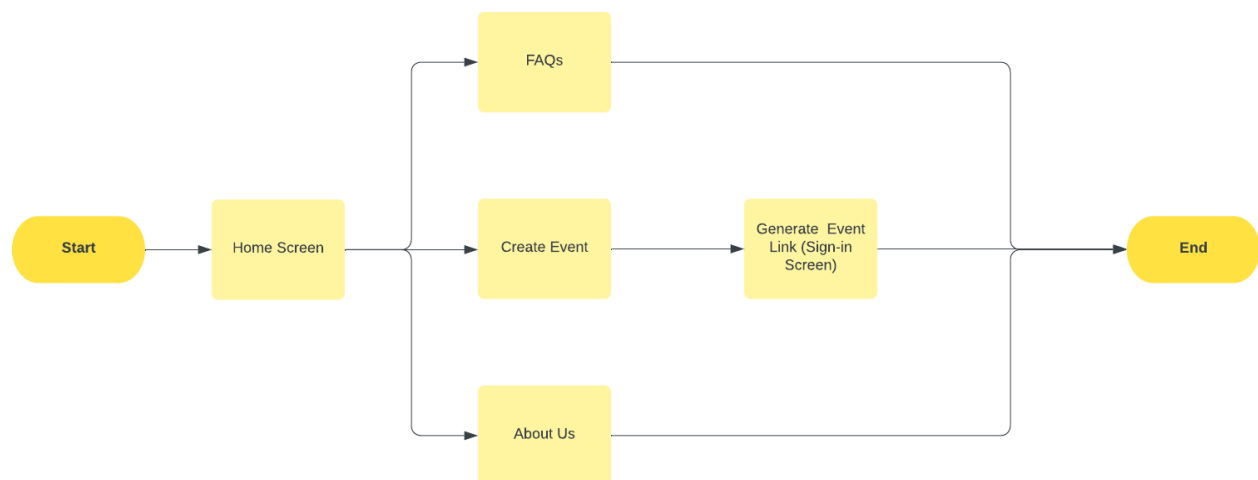 FAQs
Start
Home Screen
Create Event
Generate  Event
Link (Sign-in
Screen)
End
About Us